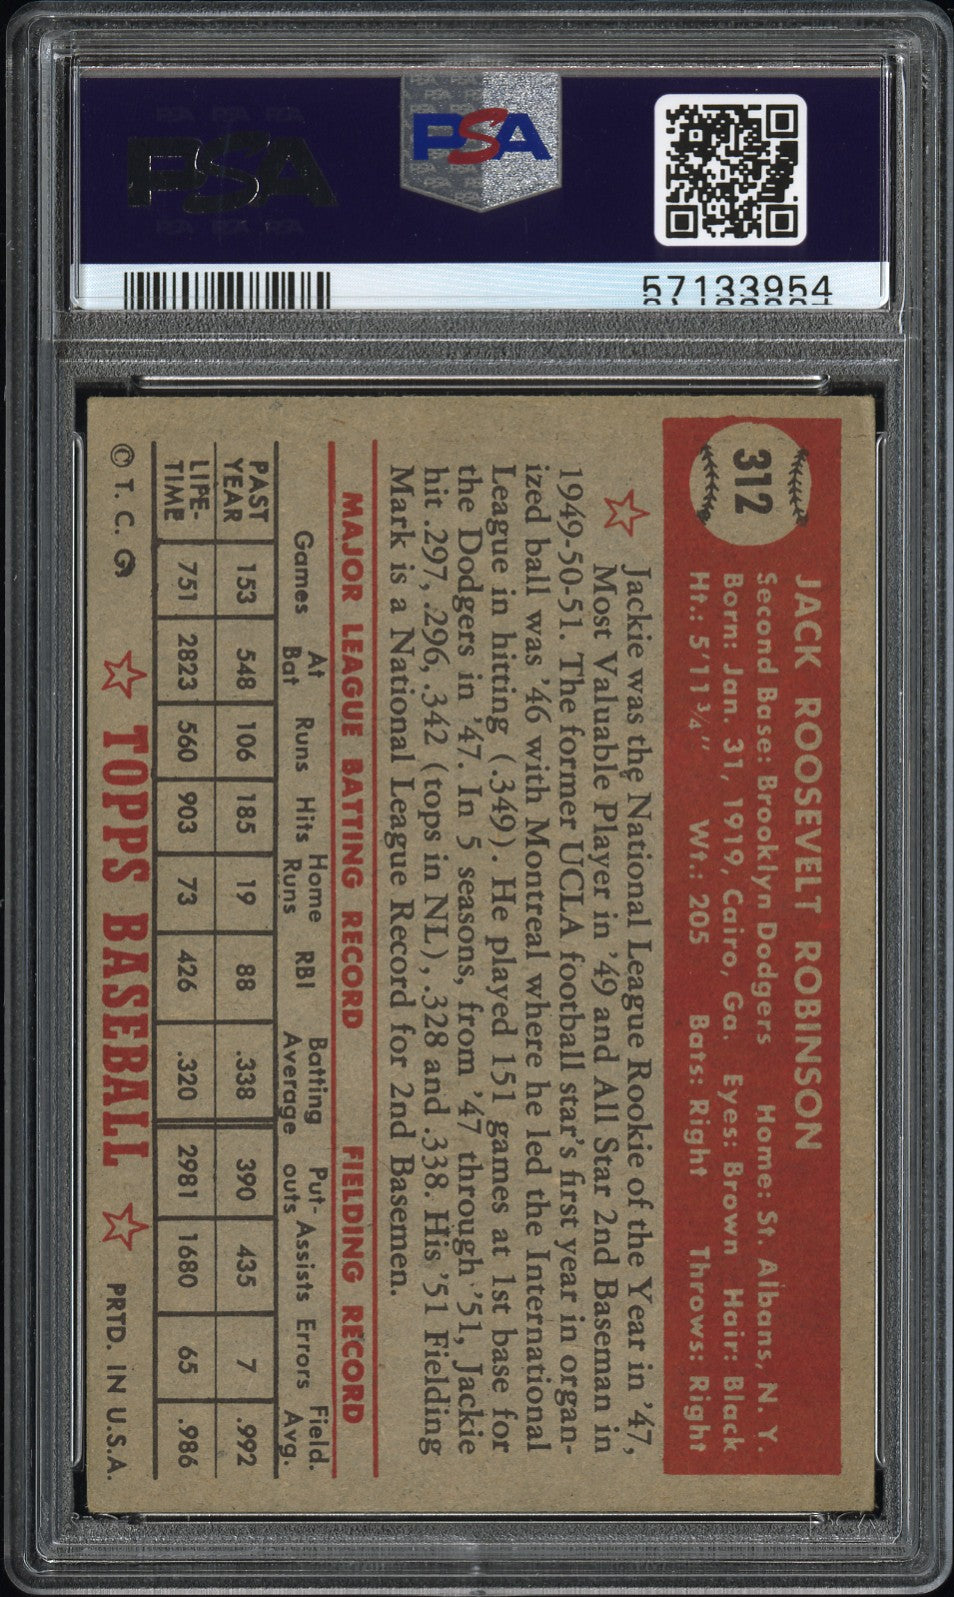 PSA
PSA
57133954
312
JACK ROOSEVELT ROBINSON
Second Base: Brooklyn Dodgers Home: St. Albans, N. Y.
Born: Jan. 31, 1919, Cairo, Ga. Eyes: Brown Hair: Black
Ht.: 5'11¾" Wt.: 205 Bats: Right Throws: Right
Jackie was the National League Rookie of the Year in '47,
Most Valuable Player in '49 and All Star 2nd Baseman in
1949-50-51. The former UCLA football star's first year in organ-
ized ball was '46 with Montreal where he led the International
League in hitting (.349). He played 151 games at 1st base for
the Dodgers in '47. In 5 seasons, from '47 through '51, Jackie
hit .297, .296, .342 (tops in NL), .328 and .338. His '51 Fielding
Mark is a National League Record for 2nd Basemen.
MAJOR LEAGUE BATTING RECORD FIELDING RECORD
Games At Bat Runs Hits Home Runs RBI Batting Average Put-outs Assists Errors Field. Avg.
PAST YEAR 153 548 106 185 19 88 .338 390 435 7 .992
LIFE-TIME 751 2823 560 903 73 426 .320 2981 1680 65 .986
© T. C. G. TOPPS BASEBALL PRTD. IN U.S.A.